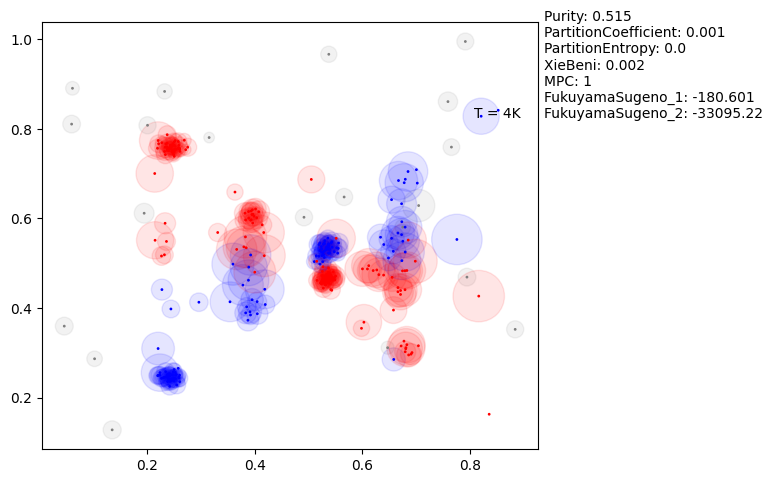 Purity: 0.515
PartitionCoefficient: 0.001
PartitionEntropy: 0.0
XieBeni: 0.002
MPC: 1
FukuyamaSugeno_1: -180.601
FukuyamaSugeno_2: -33095.22
T = 4K
1.0
0.8
0.6
0.4
0.2
0.2 0.4 0.6 0.8